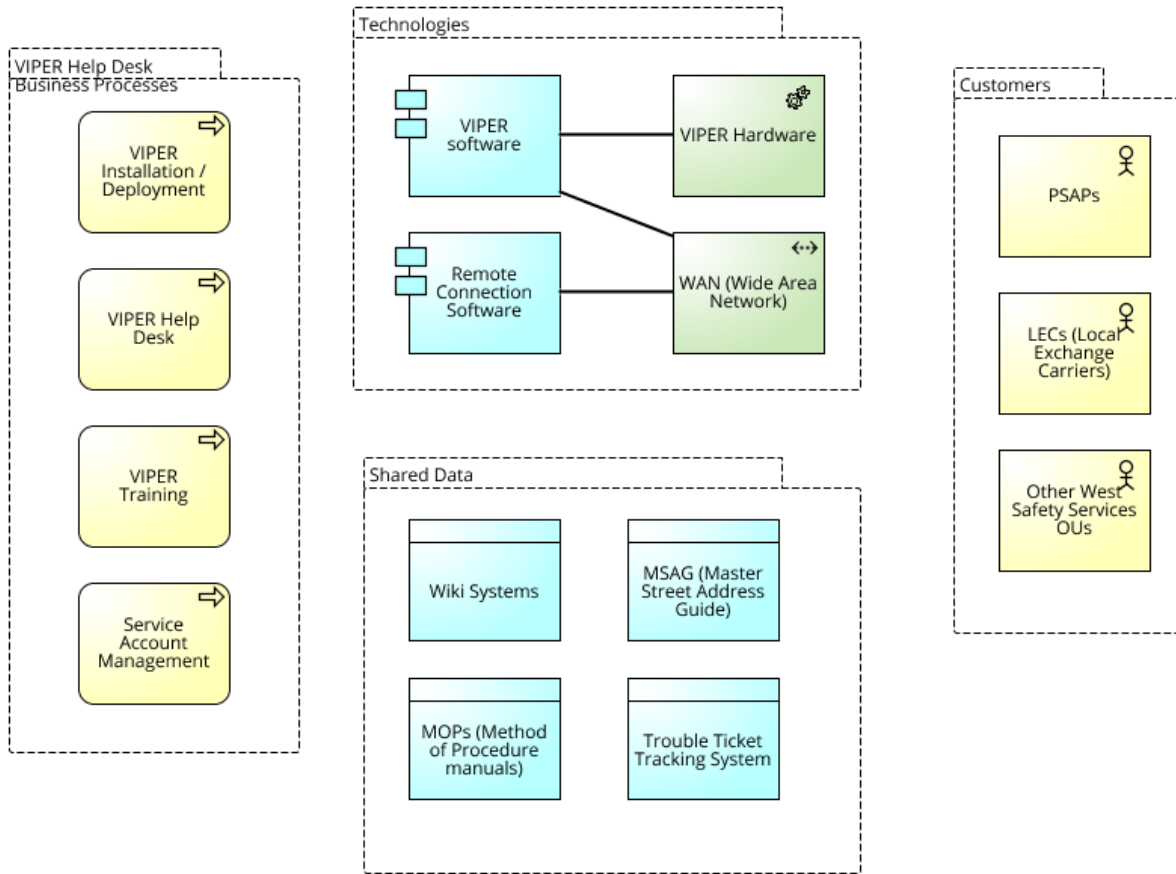 VIPER Help Desk
Business Processes
VIPER
Installation /
Deployment
VIPER Help
Desk
VIPER
Training
Service
Account
Management
Technologies
VIPER
software
VIPER Hardware
Remote
Connection
Software
WAN (Wide Area
Network)
Shared Data
Wiki Systems
MSAG (Master
Street Address
Guide)
MOPs (Method
of Procedure
manuals)
Trouble Ticket
Tracking System
Customers
PSAPs
LECs (Local
Exchange
Carriers)
Other West
Safety Services
OUs